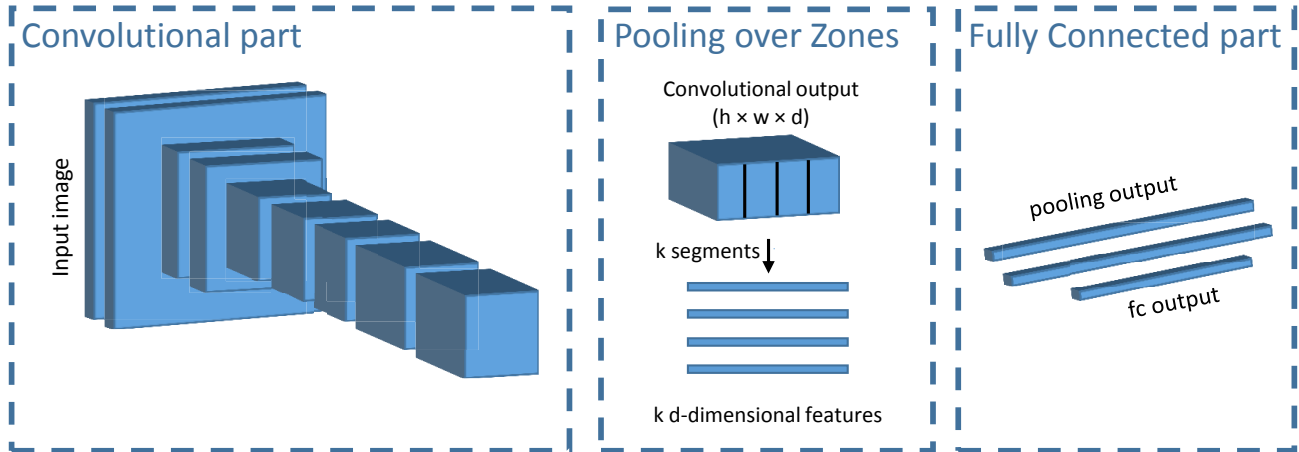 Convolutional part
Input image
Pooling over Zones
Convolutional output
(h × w × d)
k segments
k d-dimensional features
Fully Connected part
pooling output
fc output